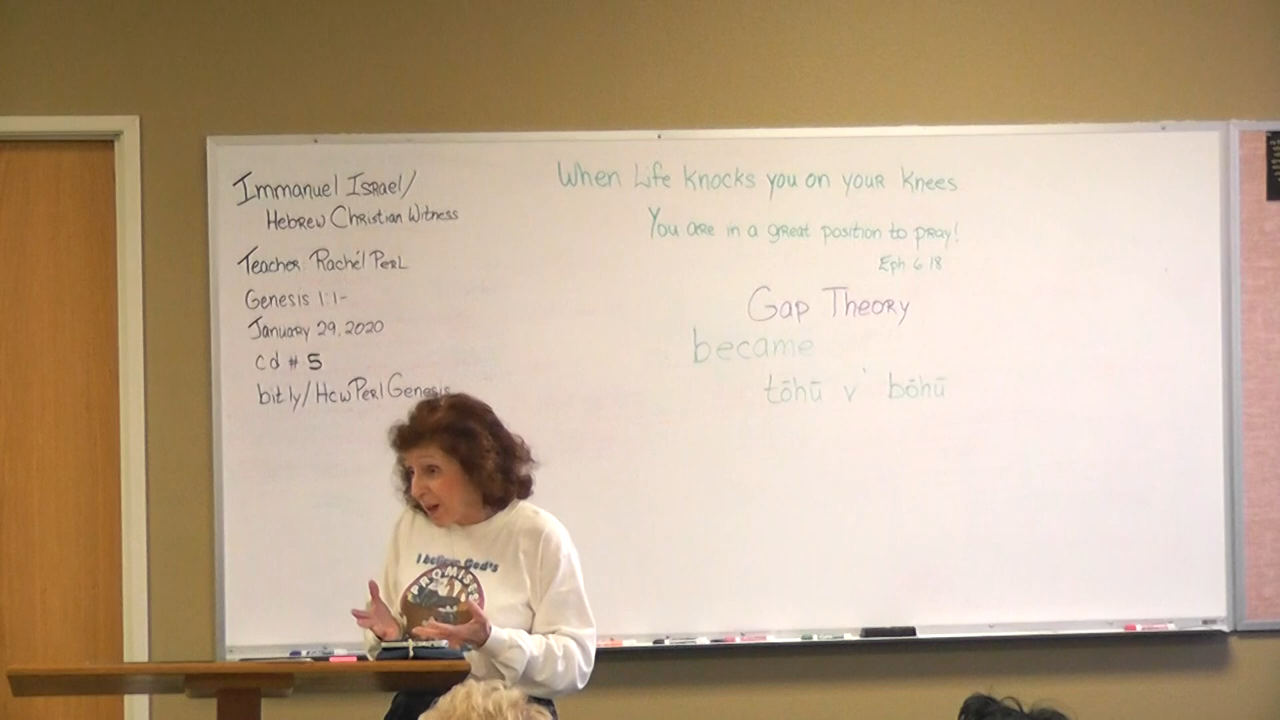 Immanuel Israel/
Hebrew Christian Witness
Teacher Rachél Perl
Genesis 1:1-
January 29, 2020
cd # 5
bit.ly/HcwPerlGenesis
When Life Knocks you on your Knees
You are in a great position to pray!
Eph 6 18
Gap Theory
became
tōhū v' bōhū
I believe God's
PROMISES